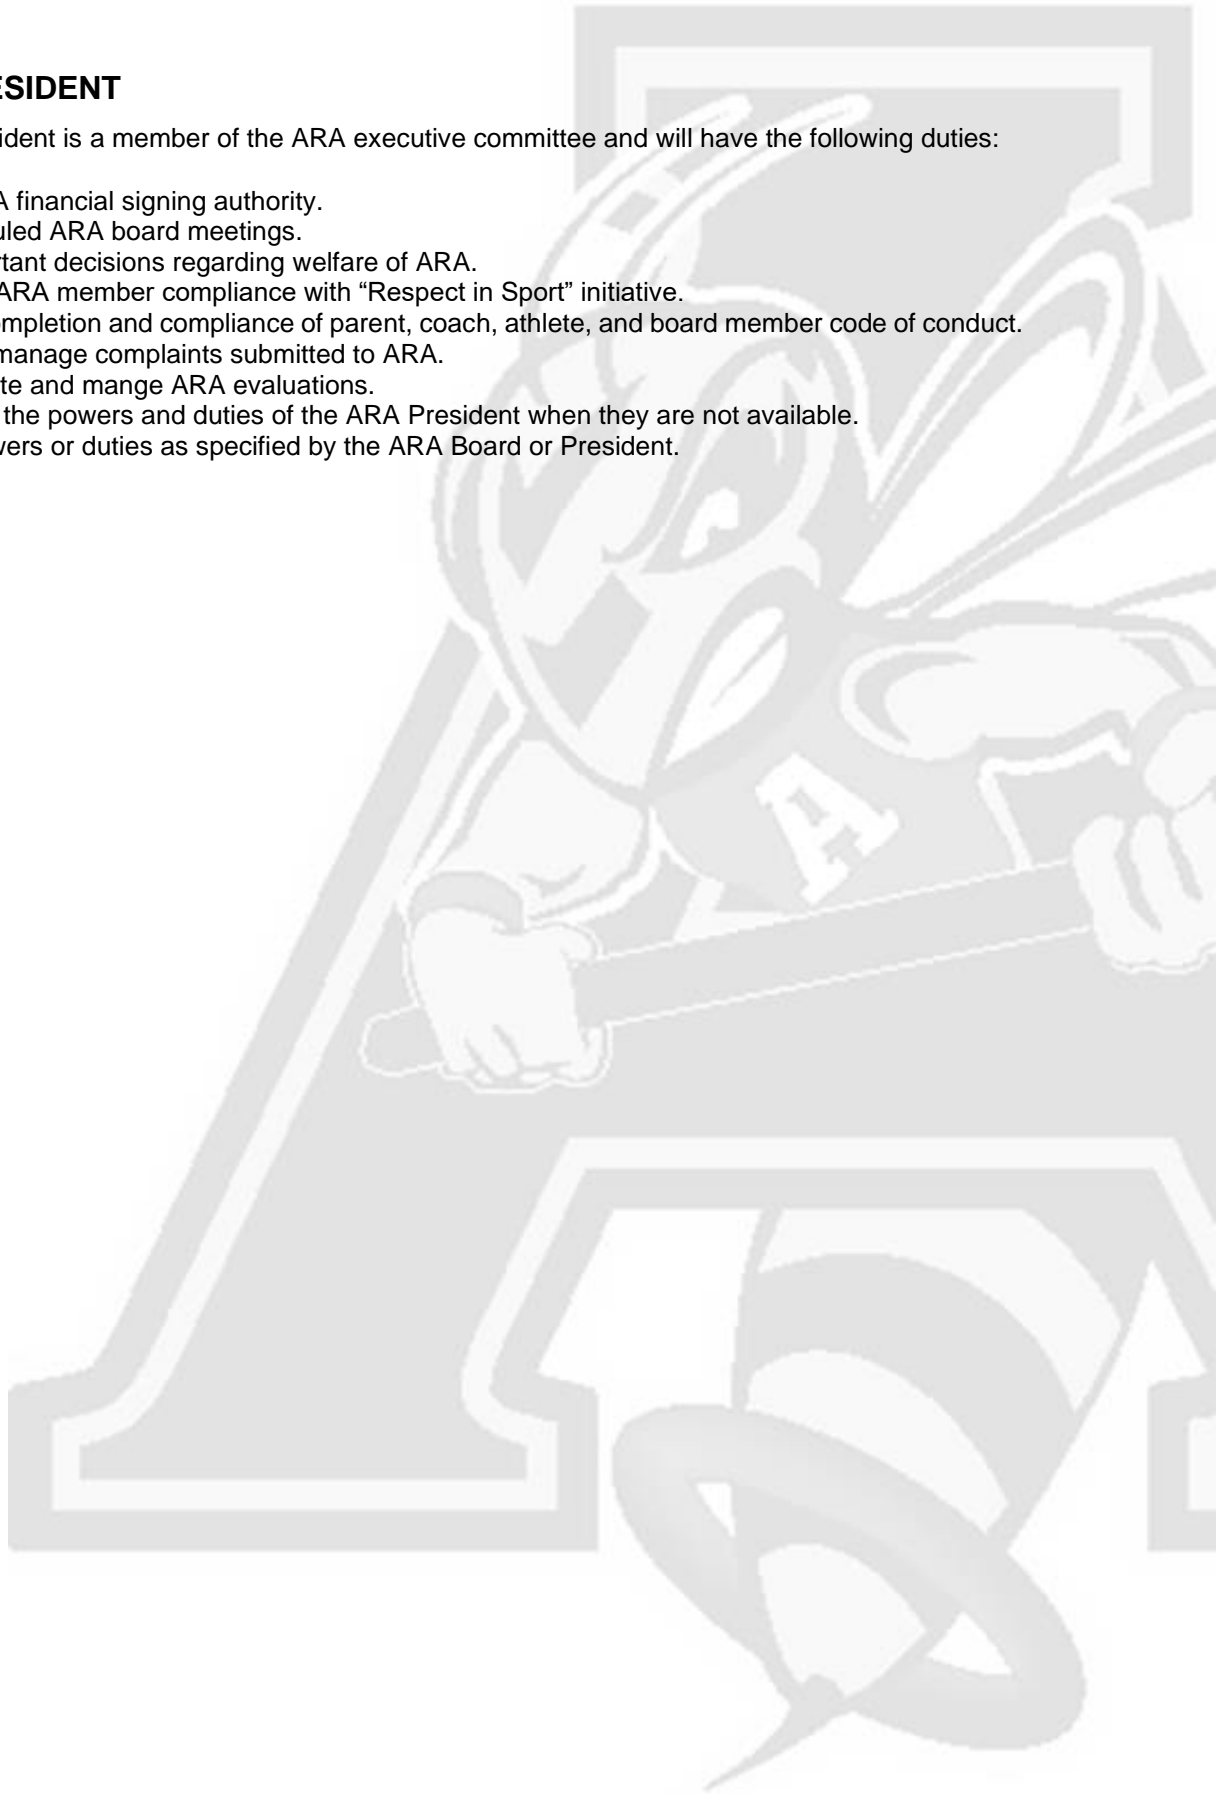 ESIDENT
ident is a member of the ARA executive committee and will have the following duties:
A financial signing authority.
uled ARA board meetings.
rtant decisions regarding welfare of ARA.
ARA member compliance with “Respect in Sport” initiative.
ompletion and compliance of parent, coach, athlete, and board member code of conduct.
manage complaints submitted to ARA.
te and mange ARA evaluations.
the powers and duties of the ARA President when they are not available.
wers or duties as specified by the ARA Board or President.
A